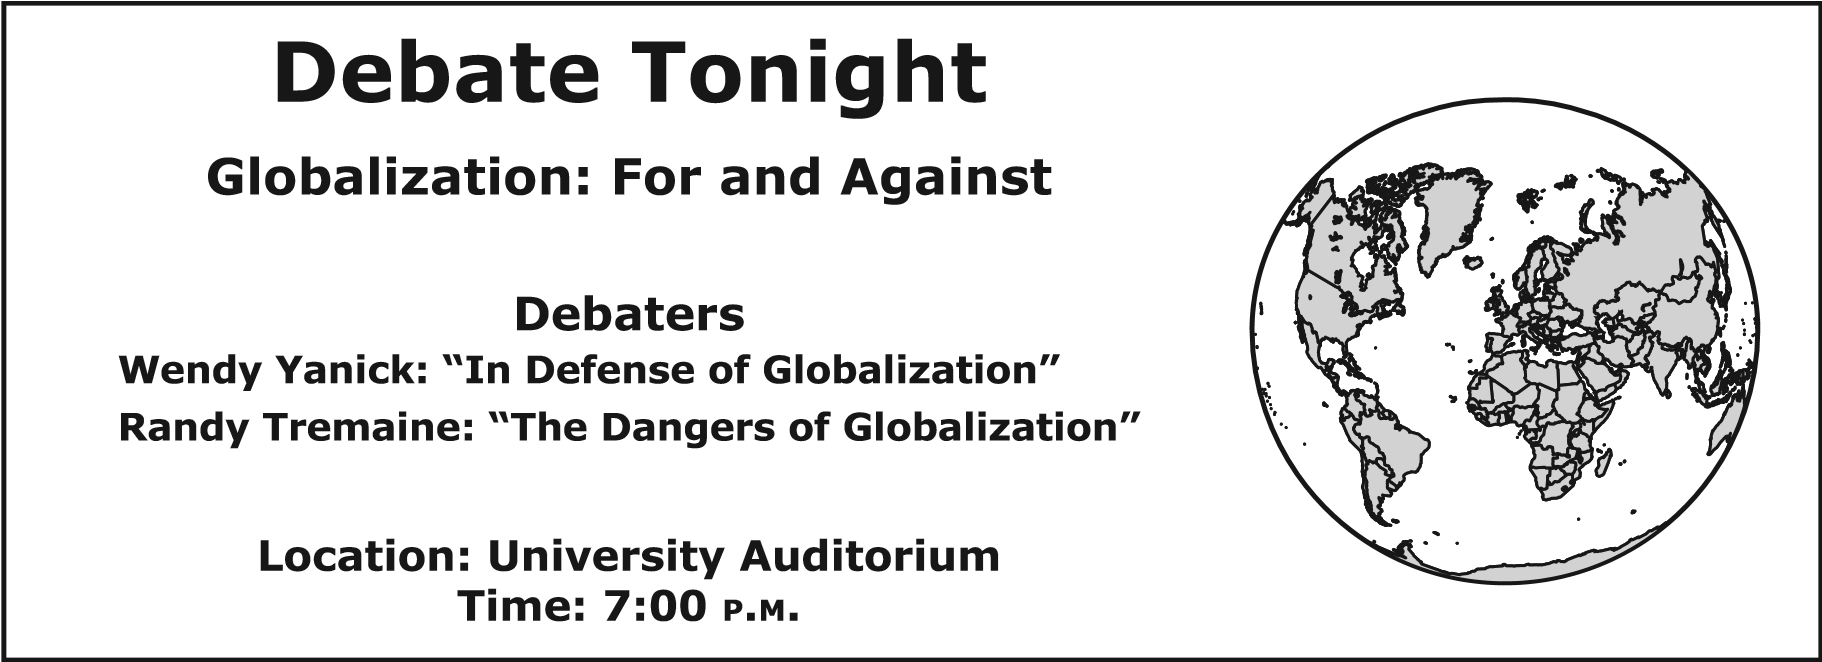 Debate Tonight
Globalization: For and Against
Debaters
Wendy Yanick: “In Defense of Globalization”
Randy Tremaine: “The Dangers of Globalization”
Location: University Auditorium
Time: 7:00 P.M.